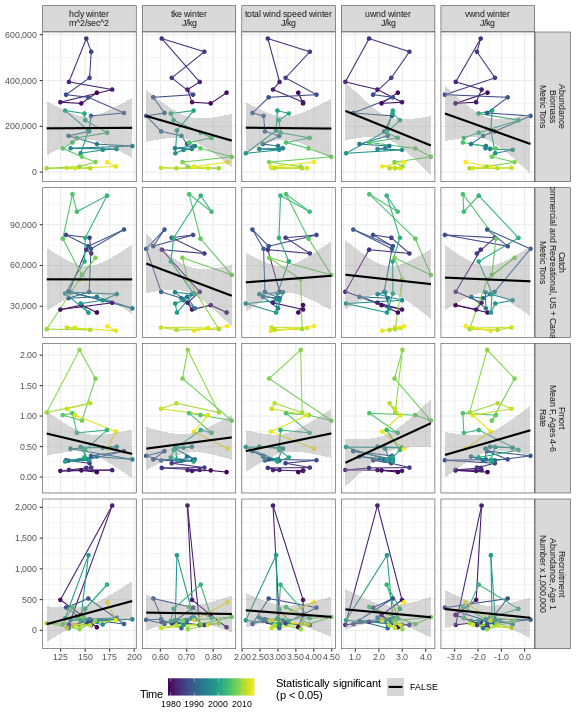 hcly winter
m^2/sec^2
tke winter
J/kg
total wind speed winter
J/kg
uwnd winter
J/kg
vwnd winter
J/kg
600,000
400,000
200,000
0
Abundance
Biomass
Metric Tons
90,000
60,000
30,000
Catch
ommercial and Recreational, US + Cana
Metric Tons
2.00
1.50
1.00
0.50
0.00
Fmort
Mean F, Ages 4-6
Rate
2,000
1,500
1,000
500
0
Recruitment
Abundance, Age 1
Number x 1,000,000
125 150 175 200
0.60 0.70 0.80
2.00 2.50 3.00 3.50 4.00 4.50
1.0 2.0 3.0 4.0
-3.0 -2.0 -1.0 0.0
Time
1980 1990 2000 2010
Statistically significant
(p < 0.05)
FALSE